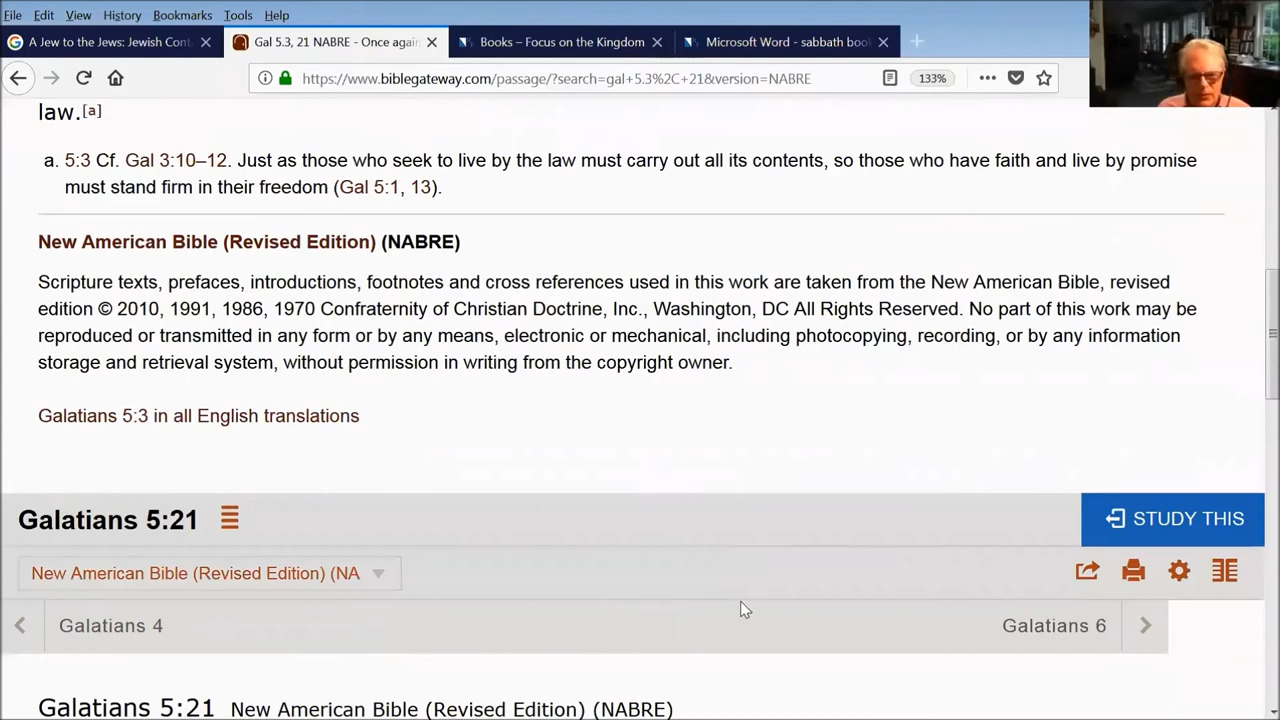 File Edit View History Bookmarks Tools Help
A Jew to the Jews: Jewish Cont
Gal 5.3, 21 NABRE - Once again
Books – Focus on the Kingdom
Microsoft Word - sabbath book
https://www.biblegateway.com/passage/?search=gal+5.3%2C+21&version=NABRE
133%
law.[a]
a. 5:3 Cf. Gal 3:10–12. Just as those who seek to live by the law must carry out all its contents, so those who have faith and live by promise
must stand firm in their freedom (Gal 5:1, 13).
New American Bible (Revised Edition) (NABRE)
Scripture texts, prefaces, introductions, footnotes and cross references used in this work are taken from the New American Bible, revised
edition © 2010, 1991, 1986, 1970 Confraternity of Christian Doctrine, Inc., Washington, DC All Rights Reserved. No part of this work may be
reproduced or transmitted in any form or by any means, electronic or mechanical, including photocopying, recording, or by any information
storage and retrieval system, without permission in writing from the copyright owner.
Galatians 5:3 in all English translations
Galatians 5:21
STUDY THIS
New American Bible (Revised Edition) (NA
Galatians 4
Galatians 6
Galatians 5:21 New American Bible (Revised Edition) (NABRE)